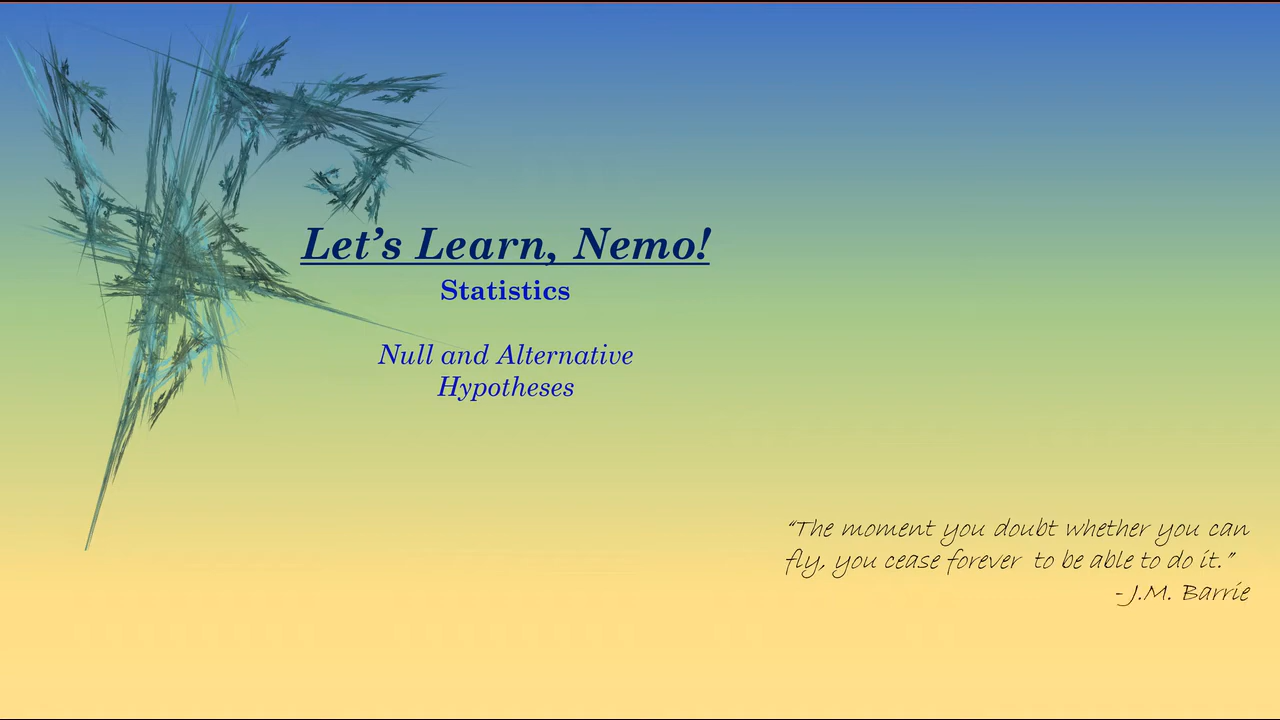 Let's Learn, Nemo!
Statistics
Null and Alternative
Hypotheses
“The moment you doubt whether you can
fly, you cease forever to be able to do it.”
- J.M. Barrie